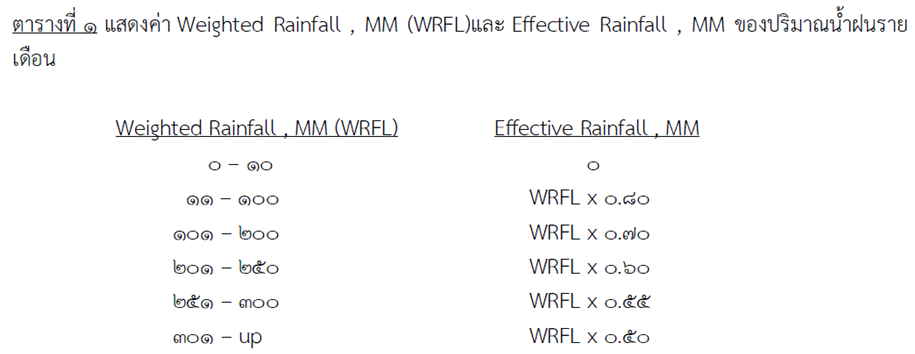 ตารางที่ ๑ แสดงค่า Weighted Rainfall , MM (WRFL)และ Effective Rainfall , MM ของปริมาณน้ำฝนราย
เดือน
Weighted Rainfall , MM (WRFL) Effective Rainfall , MM
๐ – ๑๐ ๐
๑๑ – ๑๐๐ WRFL x ๐.๘๐
๑๐๑ – ๒๐๐ WRFL x ๐.๗๐
๒๐๑ – ๒๕๐ WRFL x ๐.๖๐
๒๕๑ – ๓๐๐ WRFL x ๐.๕๕
๓๐๑ – up WRFL x ๐.๕๐